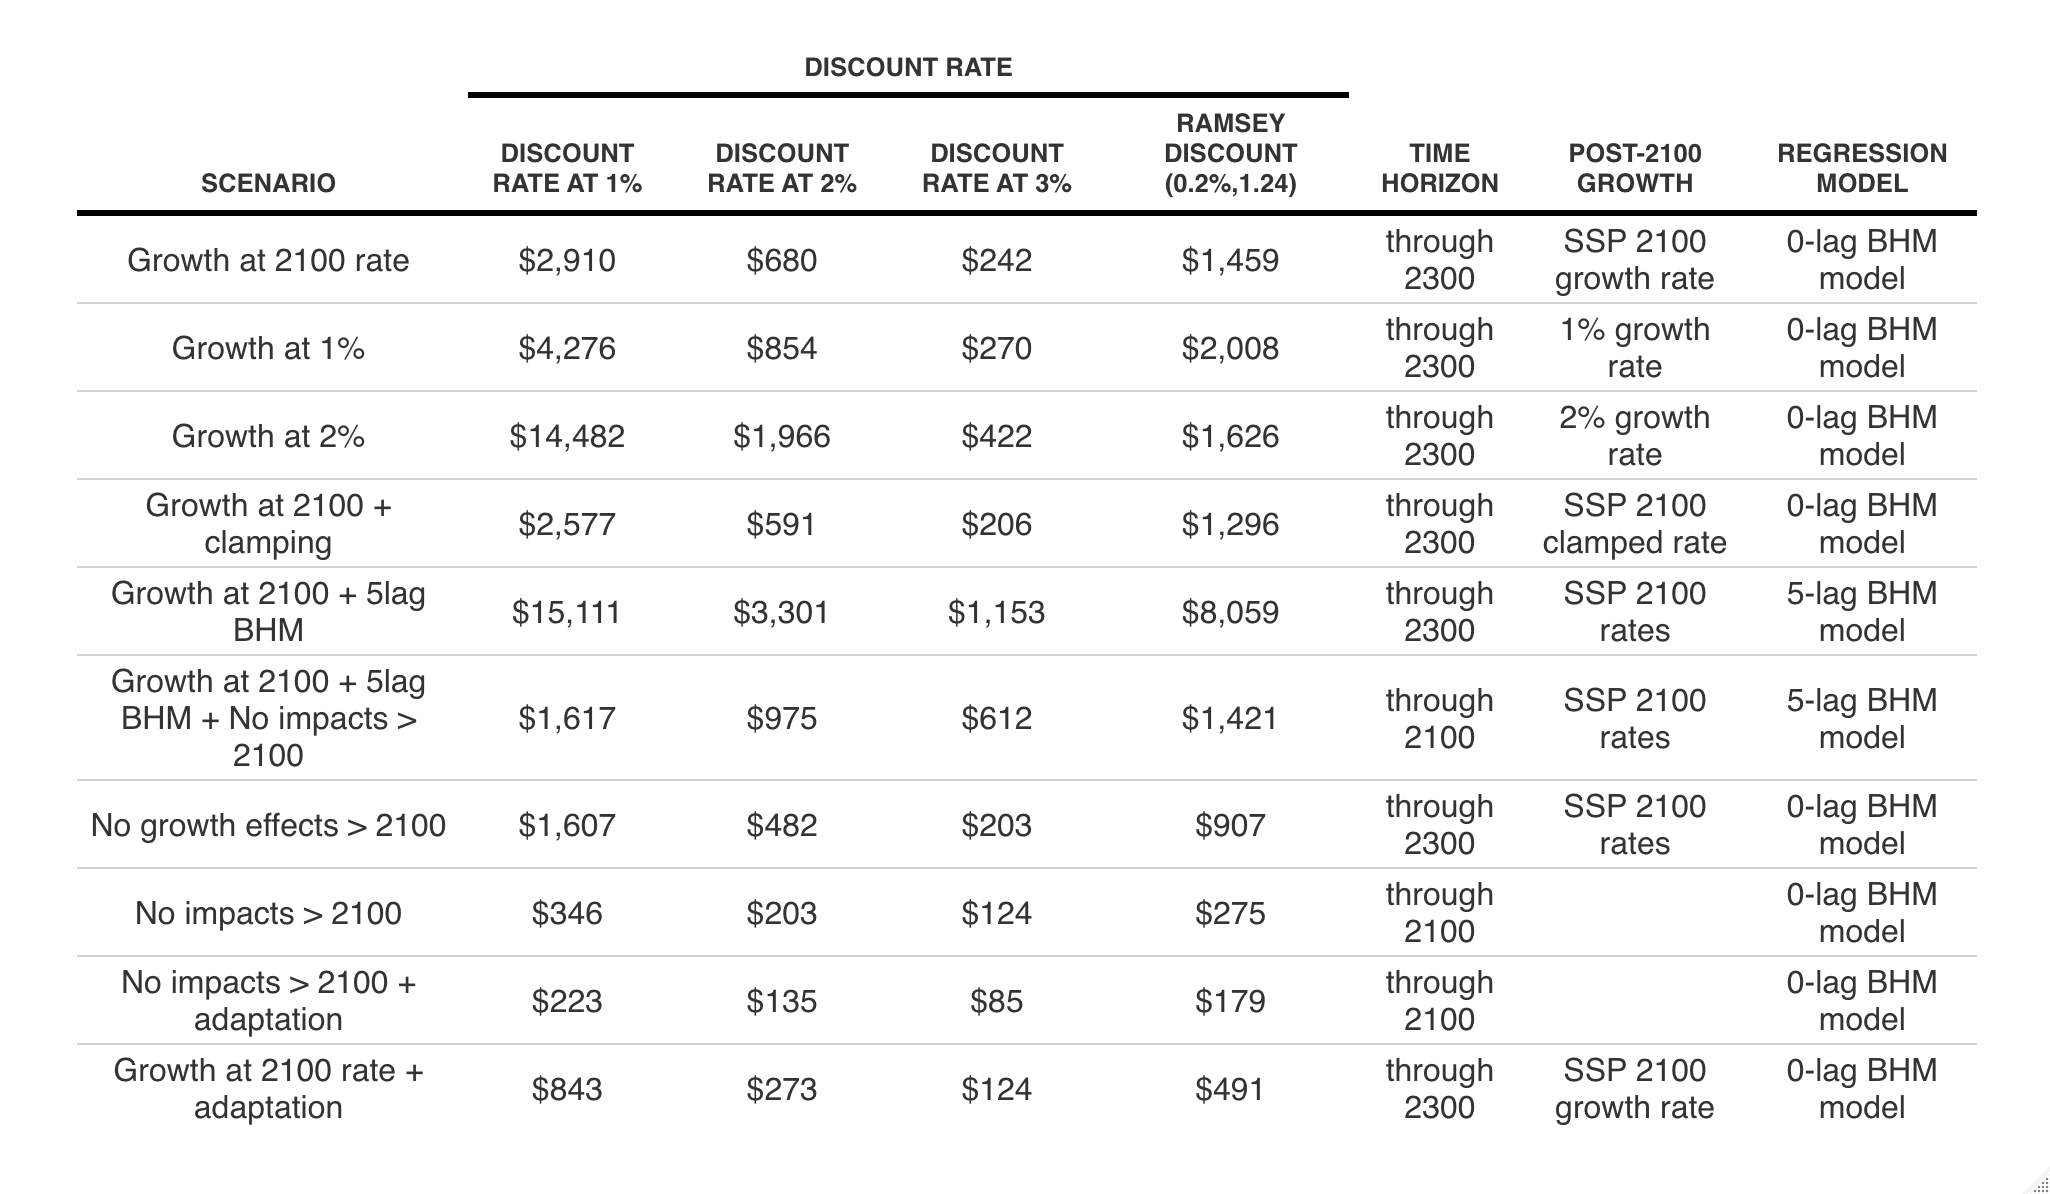 DISCOUNT RATE
SCENARIO DISCOUNT RATE AT 1% DISCOUNT RATE AT 2% DISCOUNT RATE AT 3% RAMSEY DISCOUNT (0.2%,1.24) TIME HORIZON POST-2100 GROWTH REGRESSION MODEL
Growth at 2100 rate $2,910 $680 $242 $1,459 through 2300 SSP 2100 growth rate 0-lag BHM model
Growth at 1% $4,276 $854 $270 $2,008 through 2300 1% growth rate 0-lag BHM model
Growth at 2% $14,482 $1,966 $422 $1,626 through 2300 2% growth rate 0-lag BHM model
Growth at 2100 + clamping $2,577 $591 $206 $1,296 through 2300 SSP 2100 clamped rate 0-lag BHM model
Growth at 2100 + 5lag BHM $15,111 $3,301 $1,153 $8,059 through 2300 SSP 2100 rates 5-lag BHM model
Growth at 2100 + 5lag BHM + No impacts > 2100 $1,617 $975 $612 $1,421 through 2100 SSP 2100 rates 5-lag BHM model
No growth effects > 2100 $1,607 $482 $203 $907 through 2300 SSP 2100 rates 0-lag BHM model
No impacts > 2100 $346 $203 $124 $275 through 2100 0-lag BHM model
No impacts > 2100 + adaptation $223 $135 $85 $179 through 2100 0-lag BHM model
Growth at 2100 rate + adaptation $843 $273 $124 $491 through 2300 SSP 2100 growth rate 0-lag BHM model